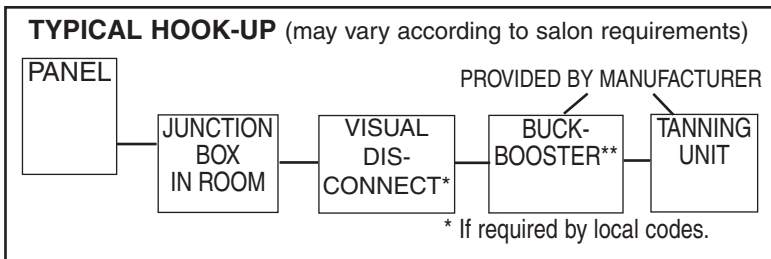 TYPICAL HOOK-UP (may vary according to salon requirements)
PANEL
PROVIDED BY MANUFACTURER
JUNCTION
BOX
IN ROOM
VISUAL
DIS-
CONNECT*
BUCK-
BOOSTER**
TANNING
UNIT
* If required by local codes.